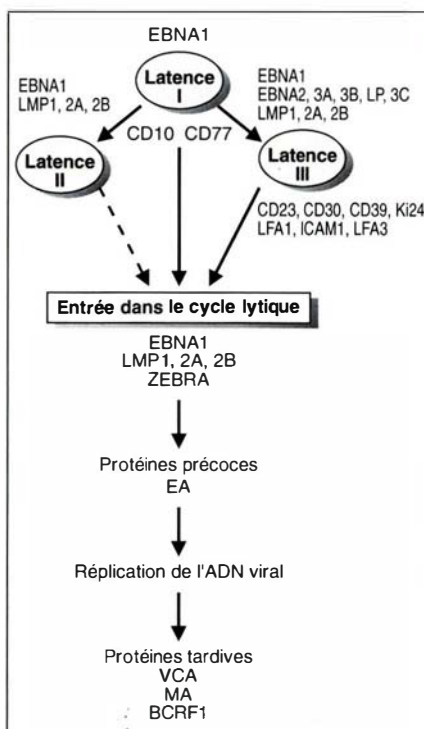 EBNA1
Latence
I
EBNA1
LMP1, 2A, 2B
EBNA1
EBNA2, 3A, 3B, LP, 3C
LMP1, 2A, 2B
CD10 CD77
Latence
II
Latence
III
CD23, CD30, CD39, Ki24
LFA1, ICAM1, LFA3
Entrée dans le cycle lytique
EBNA1
LMP1, 2A, 2B
ZEBRA
Protéines précoces
EA
Réplication de l'ADN viral
Protéines tardives
VCA
MA
BCRF1